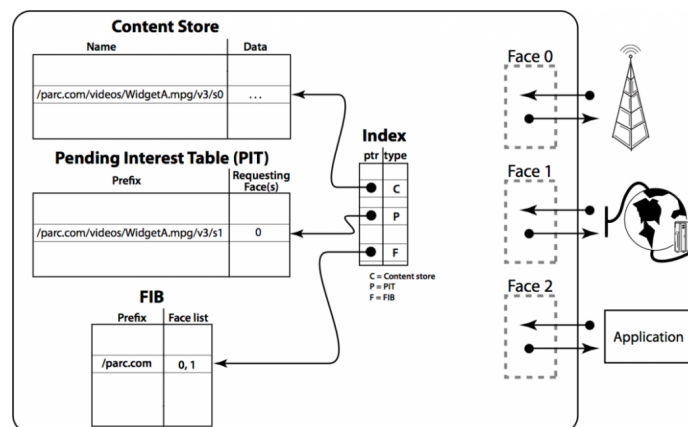 Content Store
Name Data
/parc.com/videos/WidgetA.mpg/v3/s0 ...
Pending Interest Table (PIT)
Prefix Requesting Face(s)
/parc.com/videos/WidgetA.mpg/v3/s1 0
FIB
Prefix Face list
/parc.com 0, 1
Index
ptr type
C
P
F
C = Content store
P = PIT
F = FIB
Face 0
Face 1
Face 2
Application